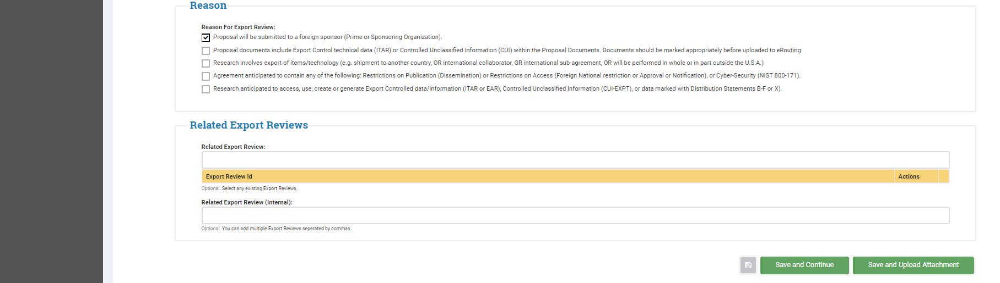 Reason
Reason For Export Review:
Proposal will be submitted to a foreign sponsor (Prime or Sponsoring Organization).
Proposal documents include Export Control technical data (ITAR) or Controlled Unclassified Information (CUI) within the Proposal Documents. Documents should be marked appropriately before uploaded to eRouting.
Research involves export of items/technology (e.g. shipment to another country, OR international collaborator, OR international sub-agreement, OR will be performed in whole or in part outside the U.S.A.)
Agreement anticipated to contain any of the following: Restrictions on Publication (Dissemination) or Restrictions on Access (Foreign National restriction or Approval or Notification), or Cyber-Security (NIST 800-171).
Research anticipated to access, use, create or generate Export Controlled data/information (ITAR or EAR), Controlled Unclassified Information (CUI-EXPT), or data marked with Distribution Statements B-F or X).
Related Export Reviews
Related Export Review:
Export Review Id Actions
Optional. Select any existing Export Reviews.
Related Export Review (Internal):
Optional. You can add multiple Export Reviews seperated by commas.
Save and Continue Save and Upload Attachment